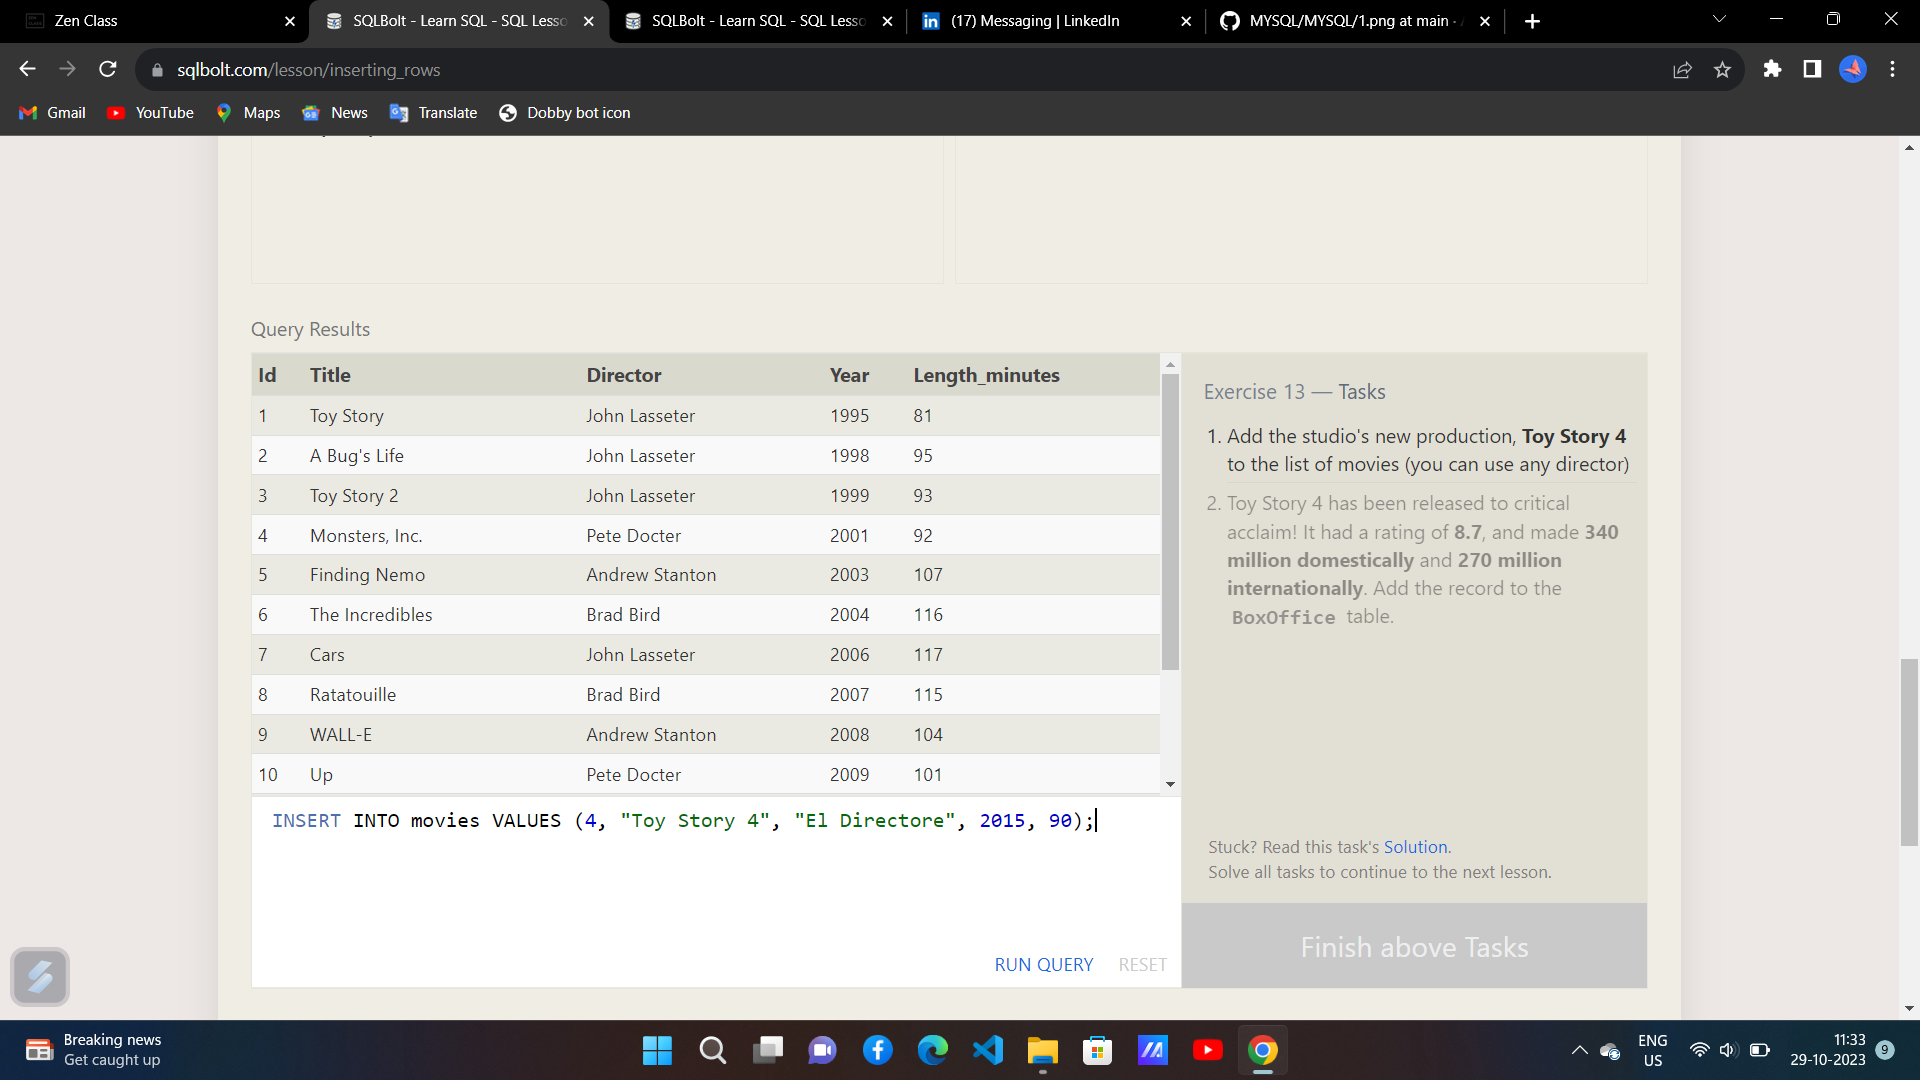 Zen Class
SQLBolt - Learn SQL - SQL Lesso
SQLBolt - Learn SQL - SQL Lesso
(17) Messaging | LinkedIn
MYSQL/MYSQL/1.png at main ·
sqlbolt.com/lesson/inserting_rows
Gmail
YouTube
Maps
News
Translate
Dobby bot icon
Query Results
Id Title Director Year Length_minutes
1 Toy Story John Lasseter 1995 81
2 A Bug's Life John Lasseter 1998 95
3 Toy Story 2 John Lasseter 1999 93
4 Monsters, Inc. Pete Docter 2001 92
5 Finding Nemo Andrew Stanton 2003 107
6 The Incredibles Brad Bird 2004 116
7 Cars John Lasseter 2006 117
8 Ratatouille Brad Bird 2007 115
9 WALL-E Andrew Stanton 2008 104
10 Up Pete Docter 2009 101
INSERT INTO movies VALUES (4, "Toy Story 4", "El Directore", 2015, 90);
RUN QUERY RESET
Exercise 13 — Tasks
1. Add the studio's new production, Toy Story 4
to the list of movies (you can use any director)
2. Toy Story 4 has been released to critical
acclaim! It had a rating of 8.7, and made 340
million domestically and 270 million
internationally. Add the record to the
BoxOffice table.
Stuck? Read this task's Solution.
Solve all tasks to continue to the next lesson.
Finish above Tasks
Breaking news
Get caught up
ENG
US
11:33
29-10-2023
9